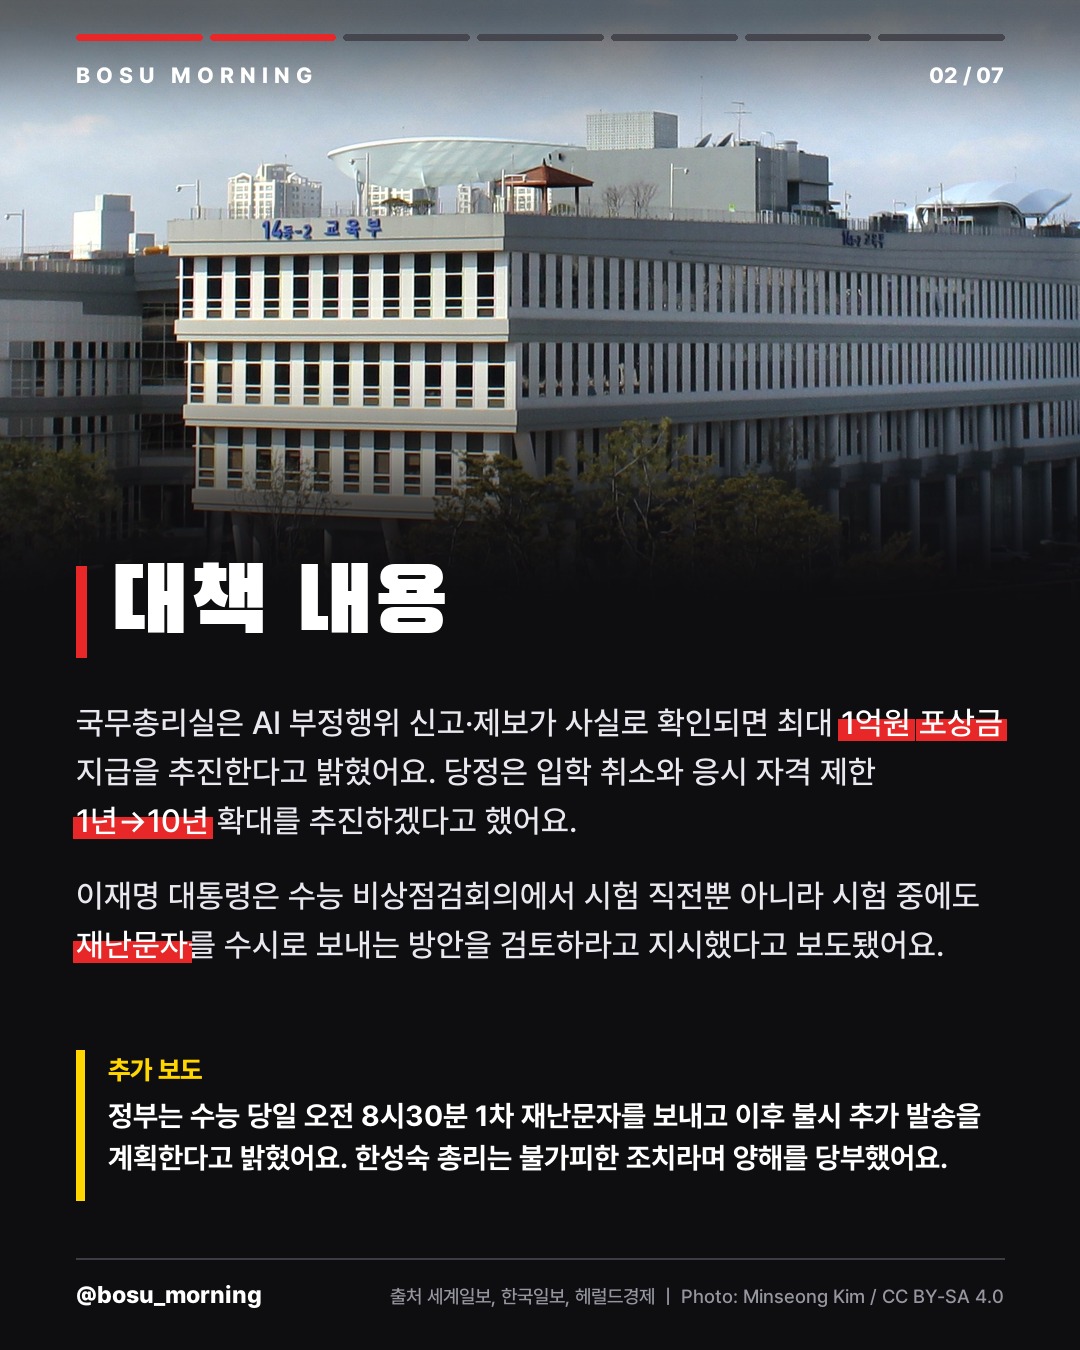 BOSU MORNING
02 / 07
14동-2 교육부
14동-2 교육부
대책 내용
국무총리실은 AI 부정행위 신고·제보가 사실로 확인되면 최대 1억원 포상금
지급을 추진한다고 밝혔어요. 당정은 입학 취소와 응시 자격 제한
1년→10년 확대를 추진하겠다고 했어요.
이재명 대통령은 수능 비상점검회의에서 시험 직전뿐 아니라 시험 중에도
재난문자를 수시로 보내는 방안을 검토하라고 지시했다고 보도됐어요.
추가 보도
정부는 수능 당일 오전 8시30분 1차 재난문자를 보내고 이후 불시 추가 발송을
계획한다고 밝혔어요. 한성숙 총리는 불가피한 조치라며 양해를 당부했어요.
@bosu_morning
출처 세계일보, 한국일보, 헤럴드경제 | Photo: Minseong Kim / CC BY-SA 4.0